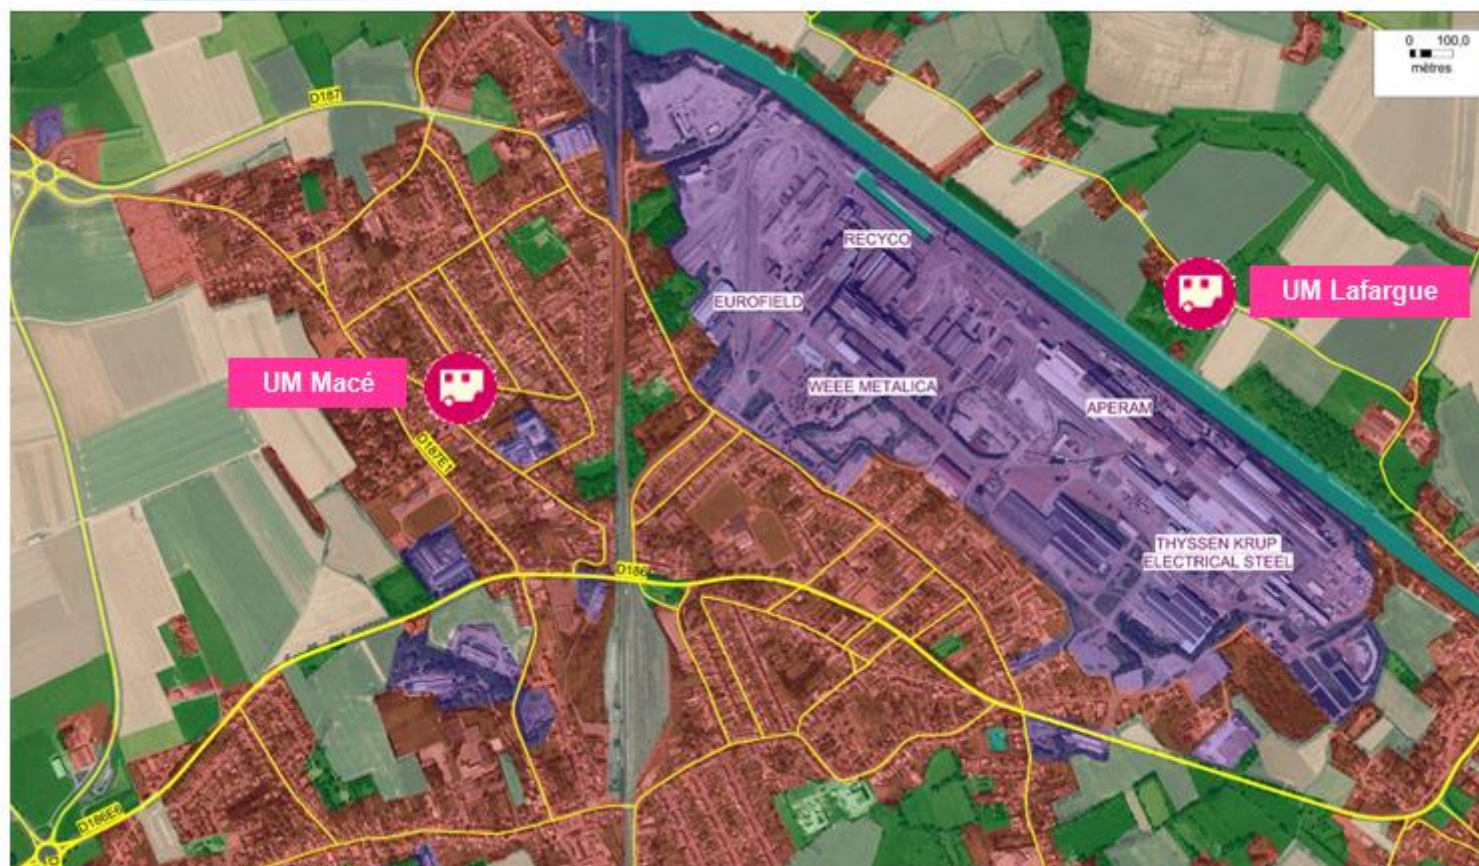 0 100,0
mètres
D187
RECYCO
EUROFIELD
UM Lafargue
UM Macé
WEEE METALICA
APERAM
D187E1
THYSSEN KRUP
ELECTRICAL STEEL
D186
D186E6